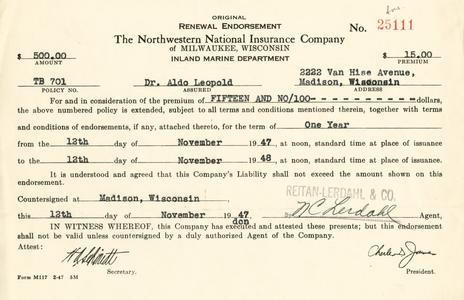 ORIGINAL
RENEWAL ENDORSEMENT
No. 25111
The Northwestern National Insurance Company
of MILWAUKEE, WISCONSIN
INLAND MARINE DEPARTMENT
$ 500.00
AMOUNT
$ 15.00
PREMIUM
TB 701
POLICY NO.
Dr. Aldo Leopold
ASSURED
2222 Van Hise Avenue,
Madison, Wisconsin
ADDRESS
For and in consideration of the premium of FIFTEEN AND NO/100- - - - - - - - - - - dollars,
the above numbered policy is extended, subject to all terms and conditions mentioned therein, together with
terms and conditions of endorsements, if any, attached thereto, for the term of One Year
from the 12th day of November 1947, at noon, standard time at place of issuance
to the 12th day of November 1948, at noon, standard time at place of issuance.
It is understood and agreed that this Company's Liability shall not exceed the amount shown on this
endorsement.
REITAN-LERDAHL & CO.
Countersigned at Madison, Wisconsin,
this 12th day of November 1947
By M C Lerdahl Agent,
don
IN WITNESS WHEREOF, this Company has executed and attested these presents; but this endorsement
shall not be valid unless countersigned by a duly authorized Agent of the Company.
Attest:
Secretary.
Charles D. James
President.
Form M117 2-47 5M